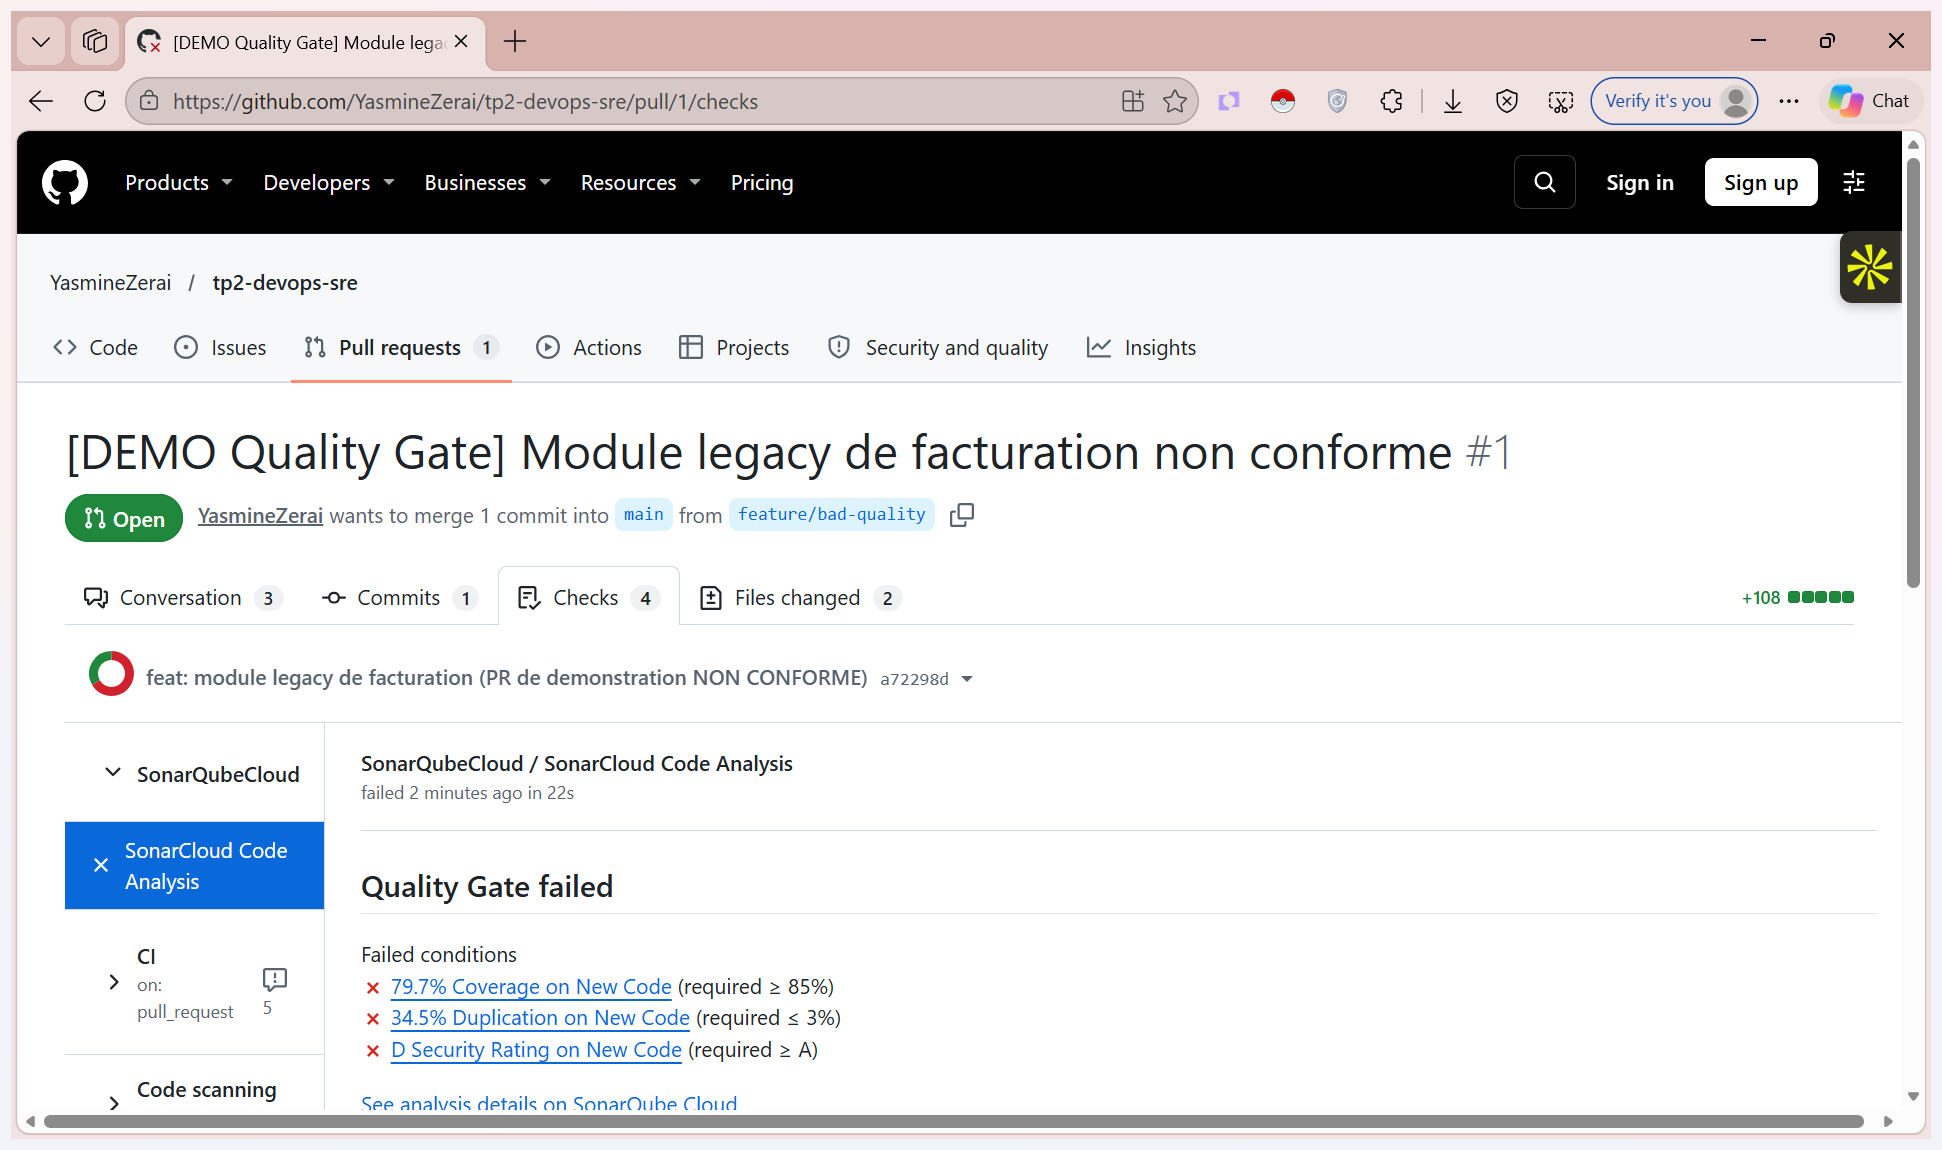 [DEMO Quality Gate] Module lega
https://github.com/YasmineZerai/tp2-devops-sre/pull/1/checks
Verify it's you
Chat
Products
Developers
Businesses
Resources
Pricing
Sign in
Sign up
YasmineZerai / tp2-devops-sre
Code
Issues
Pull requests 1
Actions
Projects
Security and quality
Insights
[DEMO Quality Gate] Module legacy de facturation non conforme #1
Open
YasmineZerai wants to merge 1 commit into main from feature/bad-quality
Conversation 3
Commits 1
Checks 4
Files changed 2
+108
feat: module legacy de facturation (PR de demonstration NON CONFORME) a72298d
SonarQubeCloud
SonarCloud Code
Analysis
CI
on:
pull_request
5
Code scanning
SonarQubeCloud / SonarCloud Code Analysis
failed 2 minutes ago in 22s
Quality Gate failed
Failed conditions
79.7% Coverage on New Code (required ≥ 85%)
34.5% Duplication on New Code (required ≤ 3%)
D Security Rating on New Code (required ≥ A)
See analysis details on SonarQube Cloud